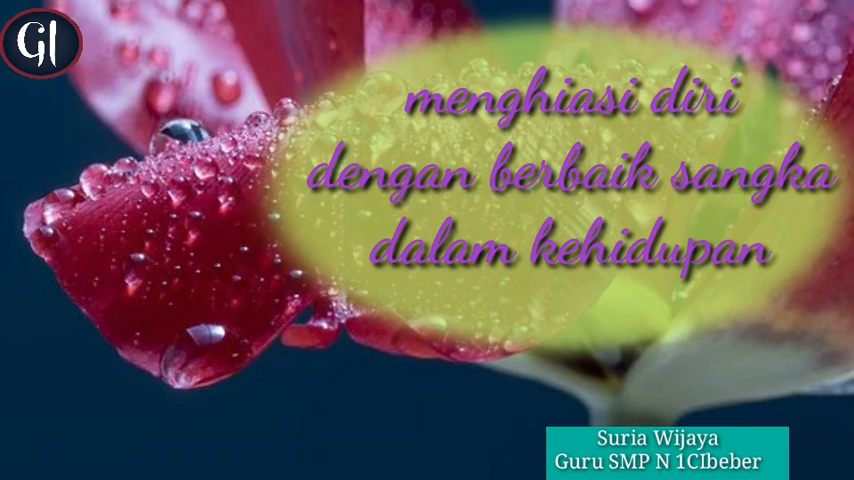 GI
menghiasi diri
dengan berbaik sangka
dalam kehidupan
Suria Wijaya
Guru SMP N 1CIbeber